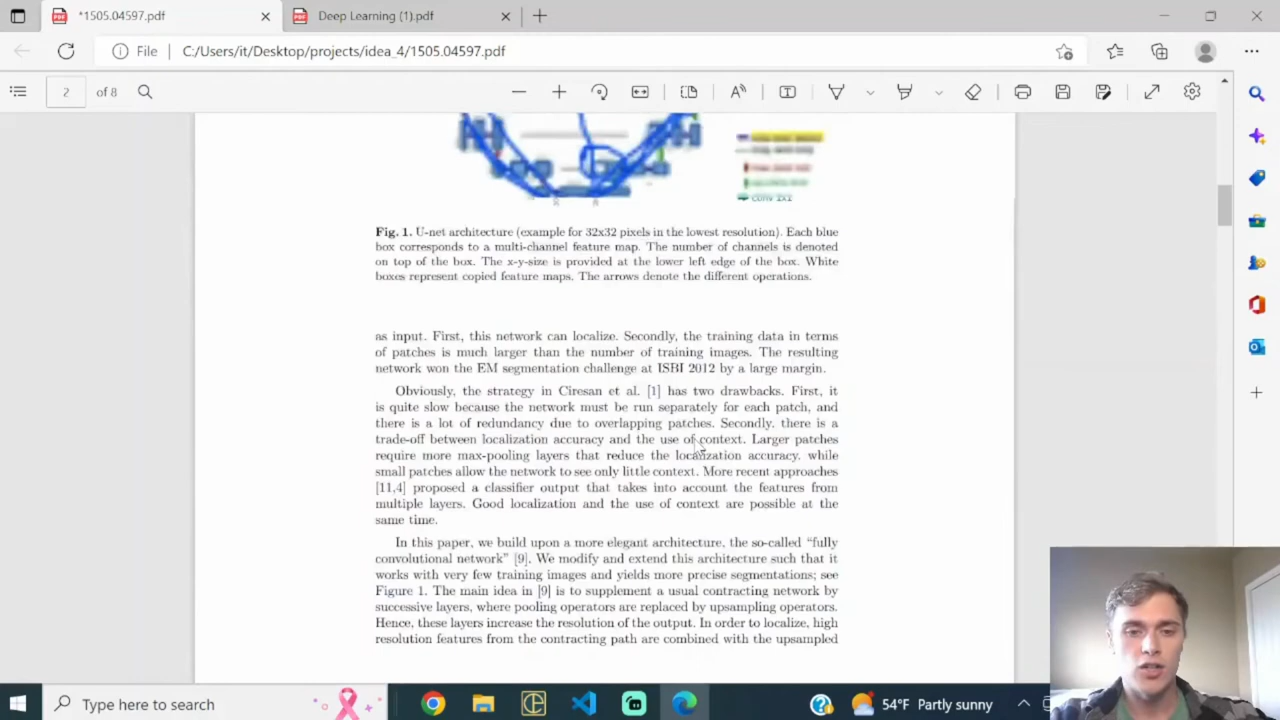 *1505.04597.pdf
Deep Learning (1).pdf
File
C:/Users/it/Desktop/projects/idea_4/1505.04597.pdf
2
of 8
conv 1x1
Fig. 1. U-net architecture (example for 32x32 pixels in the lowest resolution). Each blue
box corresponds to a multi-channel feature map. The number of channels is denoted
on top of the box. The x-y-size is provided at the lower left edge of the box. White
boxes represent copied feature maps. The arrows denote the different operations.
as input. First, this network can localize. Secondly, the training data in terms
of patches is much larger than the number of training images. The resulting
network won the EM segmentation challenge at ISBI 2012 by a large margin.
Obviously, the strategy in Ciresan et al. [1] has two drawbacks. First, it
is quite slow because the network must be run separately for each patch, and
there is a lot of redundancy due to overlapping patches. Secondly, there is a
trade-off between localization accuracy and the use of context. Larger patches
require more max-pooling layers that reduce the localization accuracy, while
small patches allow the network to see only little context. More recent approaches
[11,4] proposed a classifier output that takes into account the features from
multiple layers. Good localization and the use of context are possible at the
same time.
In this paper, we build upon a more elegant architecture, the so-called “fully
convolutional network” [9]. We modify and extend this architecture such that it
works with very few training images and yields more precise segmentations; see
Figure 1. The main idea in [9] is to supplement a usual contracting network by
successive layers, where pooling operators are replaced by upsampling operators.
Hence, these layers increase the resolution of the output. In order to localize, high
resolution features from the contracting path are combined with the upsampled
Type here to search
54°F Partly sunny